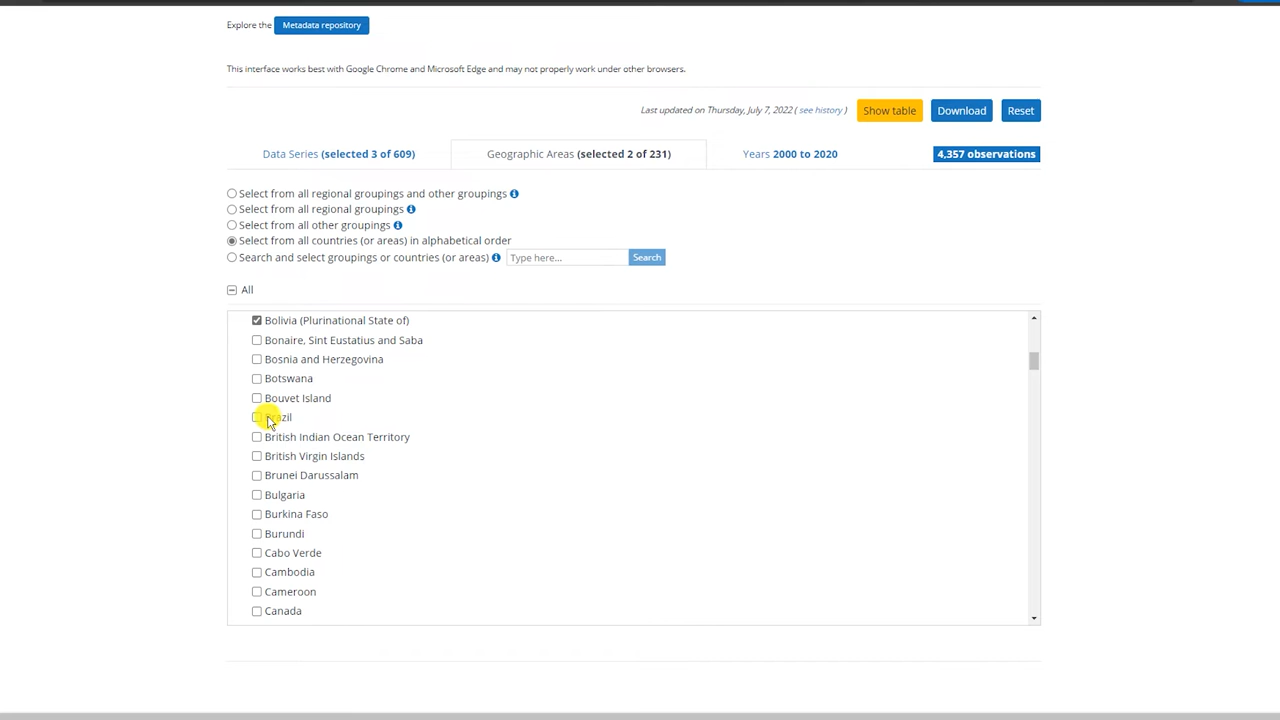 Explore the Metadata repository
This interface works best with Google Chrome and Microsoft Edge and may not properly work under other browsers.
Last updated on Thursday, July 7, 2022 ( see history ) Show table Download Reset
Data Series (selected 3 of 609) Geographic Areas (selected 2 of 231) Years 2000 to 2020 4,357 observations
Select from all regional groupings and other groupings
Select from all regional groupings
Select from all other groupings
Select from all countries (or areas) in alphabetical order
Search and select groupings or countries (or areas) Type here... Search
All
Bolivia (Plurinational State of)
Bonaire, Sint Eustatius and Saba
Bosnia and Herzegovina
Botswana
Bouvet Island
Brazil
British Indian Ocean Territory
British Virgin Islands
Brunei Darussalam
Bulgaria
Burkina Faso
Burundi
Cabo Verde
Cambodia
Cameroon
Canada